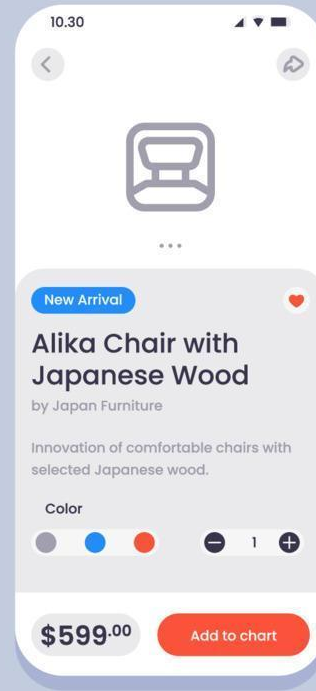 10.30
New Arrival
Alika Chair with
Japanese Wood
by Japan Furniture
Innovation of comfortable chairs with
selected Japanese wood.
Color
1
$599.00
Add to chart